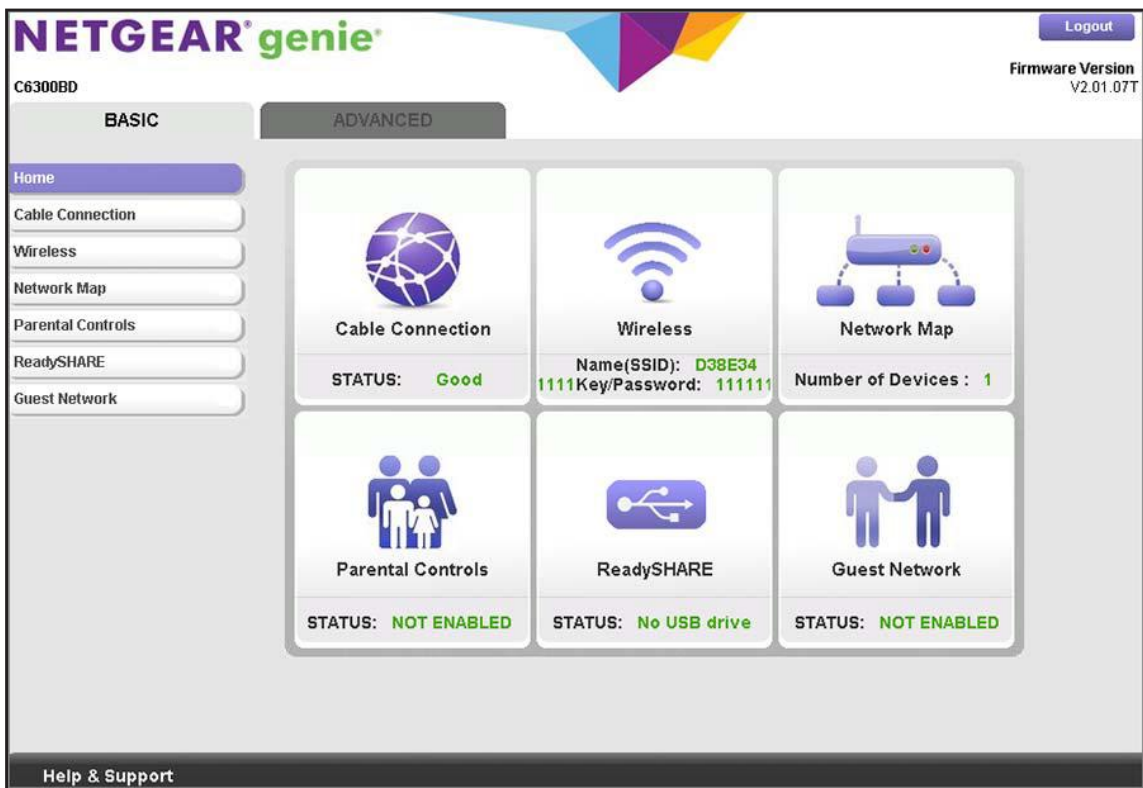 NETGEAR® genie®
Logout
Firmware Version
V2.01.07T
C6300BD
BASIC
ADVANCED
Home
Cable Connection
Wireless
Network Map
Parental Controls
ReadySHARE
Guest Network
Cable Connection
STATUS: Good
Wireless
Name(SSID): D38E34
1111Key/Password: 111111
Network Map
Number of Devices : 1
Parental Controls
STATUS: NOT ENABLED
ReadySHARE
STATUS: No USB drive
Guest Network
STATUS: NOT ENABLED
Help & Support